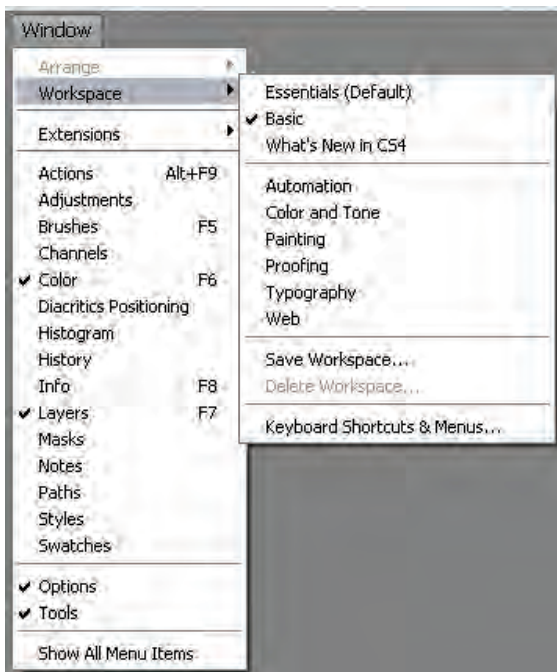 Window
Arrange
Workspace
Extensions
Actions Alt+F9
Adjustments
Brushes F5
Channels
Color F6
Diacritics Positioning
Histogram
History
Info F8
Layers F7
Masks
Notes
Paths
Styles
Swatches
Options
Tools
Show All Menu Items
Essentials (Default)
Basic
What's New in CS4
Automation
Color and Tone
Painting
Proofing
Typography
Web
Save Workspace...
Delete Workspace...
Keyboard Shortcuts & Menus...